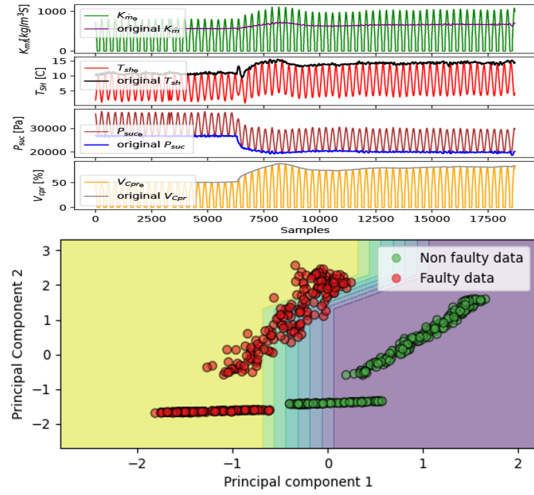 K_m[kg/m³S]
1000
0
K_me
original K_m
T_SH [C]
15
10
5
T_she
original T_sh
P_suc [Pa]
30000
20000
P_suce
original P_suc
V_cpr [%]
50
0
V_Cpre
original V_Cpr
0 2500 5000 7500 10000 12500 15000 17500
Samples
Principal Component 2
3
2
1
0
−1
−2
Non faulty data
Faulty data
−2 −1 0 1 2
Principal component 1